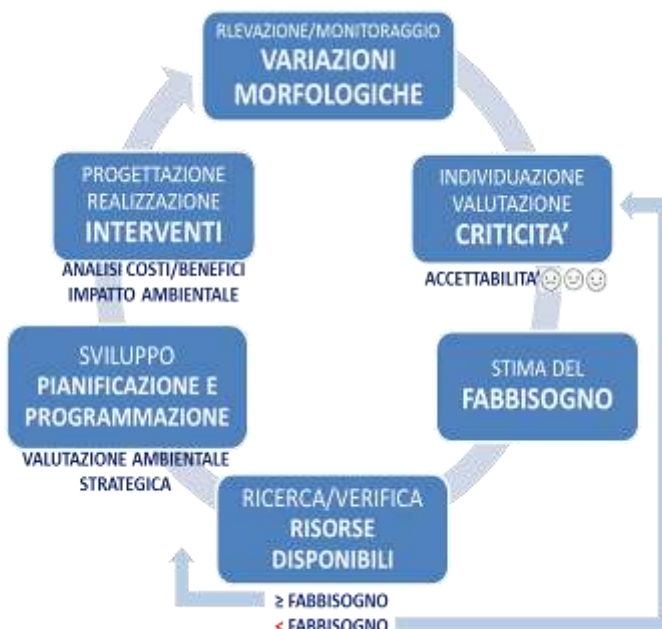 RLEVAZIONE/MONITORAGGIO
VARIAZIONI
MORFOLOGICHE
INDIVIDUAZIONE
VALUTAZIONE
CRITICITA’
ACCETTABILITA’
STIMA DEL
FABBISOGNO
RICERCA/VERIFICA
RISORSE
DISPONIBILI
≥ FABBISOGNO
< FABBISOGNO
SVILUPPO
PIANIFICAZIONE E
PROGRAMMAZIONE
VALUTAZIONE AMBIENTALE
STRATEGICA
PROGETTAZIONE
REALIZZAZIONE
INTERVENTI
ANALISI COSTI/BENEFICI
IMPATTO AMBIENTALE